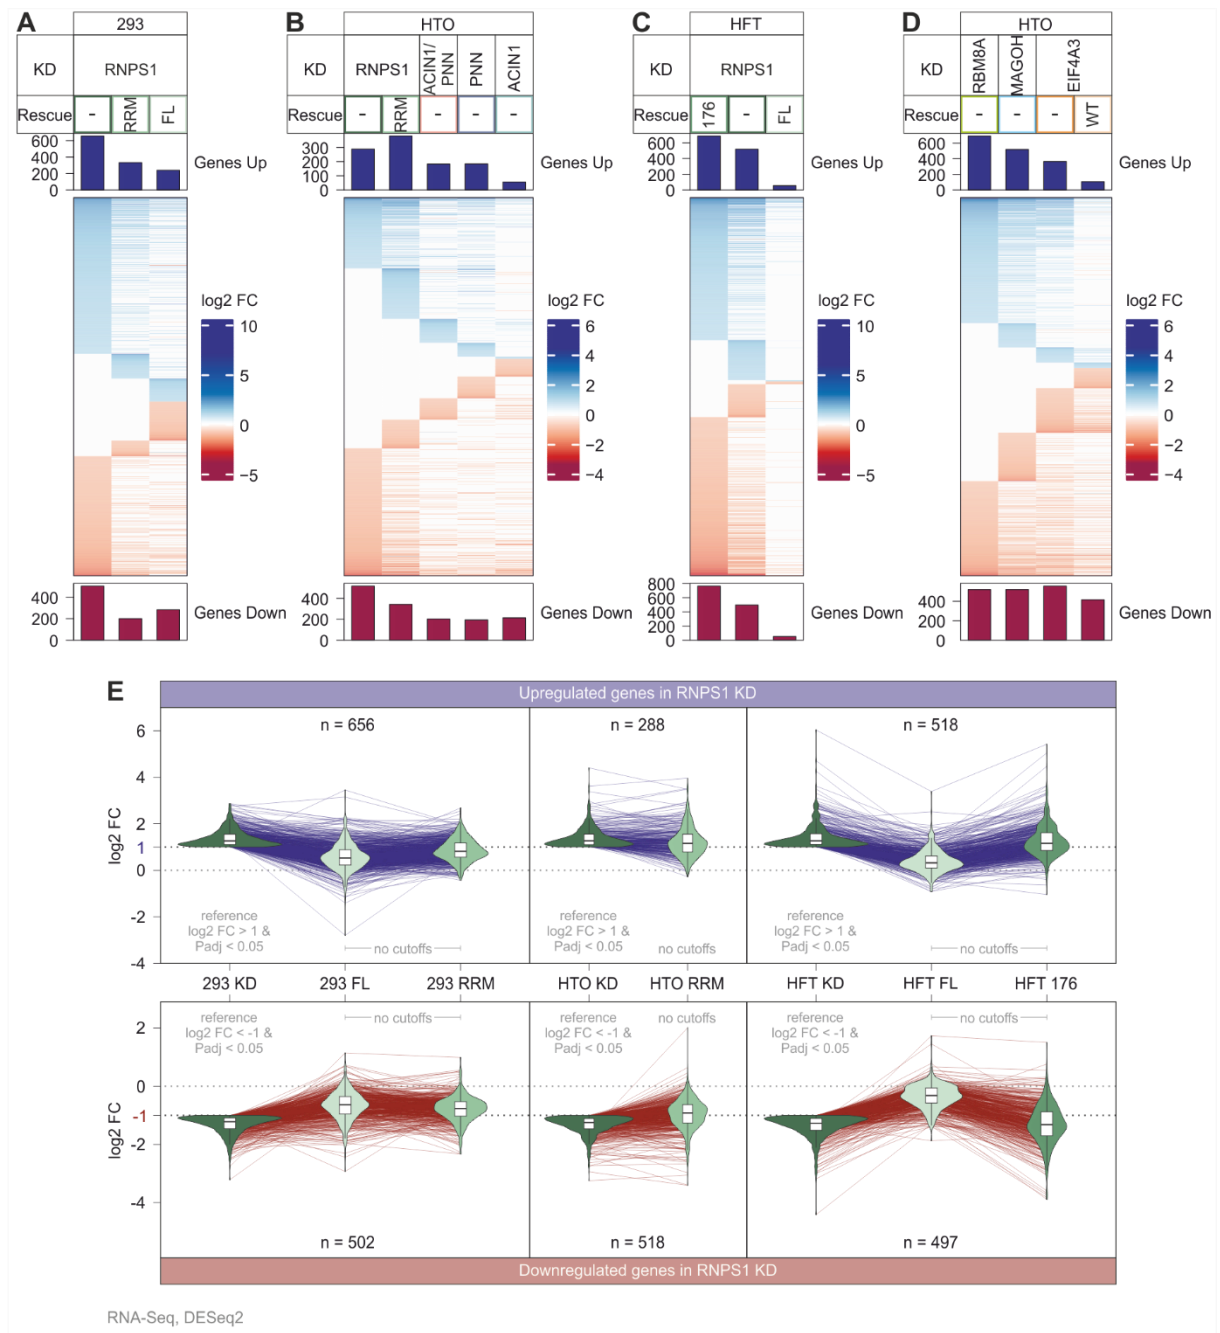 A
293
KD
RNPS1
Rescue
-
RRM
FL
600
400
200
0
Genes Up
log2 FC
10
5
0
−5
400
200
0
Genes Down
B
HTO
KD
RNPS1
ACIN1/
PNN
PNN
ACIN1
Rescue
-
RRM
-
-
-
300
200
100
0
Genes Up
log2 FC
6
4
2
0
−2
−4
400
200
0
Genes Down
C
HFT
KD
RNPS1
Rescue
176
-
FL
600
400
200
0
Genes Up
log2 FC
10
5
0
−5
800
600
400
200
0
Genes Down
D
HTO
KD
RBM8A
MAGOH
EIF4A3
Rescue
-
-
-
WT
600
400
200
0
Genes Up
log2 FC
6
4
2
0
−2
−4
400
200
0
Genes Down
E
Upregulated genes in RNPS1 KD
n = 656
n = 288
n = 518
log2 FC
6
4
2
1
0
-2
-4
reference
log2 FC > 1 &
Padj < 0.05
no cutoffs
reference
log2 FC > 1 &
Padj < 0.05
no cutoffs
reference
log2 FC > 1 &
Padj < 0.05
no cutoffs
293 KD
293 FL
293 RRM
HTO KD
HTO RRM
HFT KD
HFT FL
HFT 176
reference
log2 FC < -1 &
Padj < 0.05
no cutoffs
reference
log2 FC < -1 &
Padj < 0.05
no cutoffs
reference
log2 FC < -1 &
Padj < 0.05
no cutoffs
log2 FC
2
0
-1
-2
-4
n = 502
n = 518
n = 497
Downregulated genes in RNPS1 KD
RNA-Seq, DESeq2